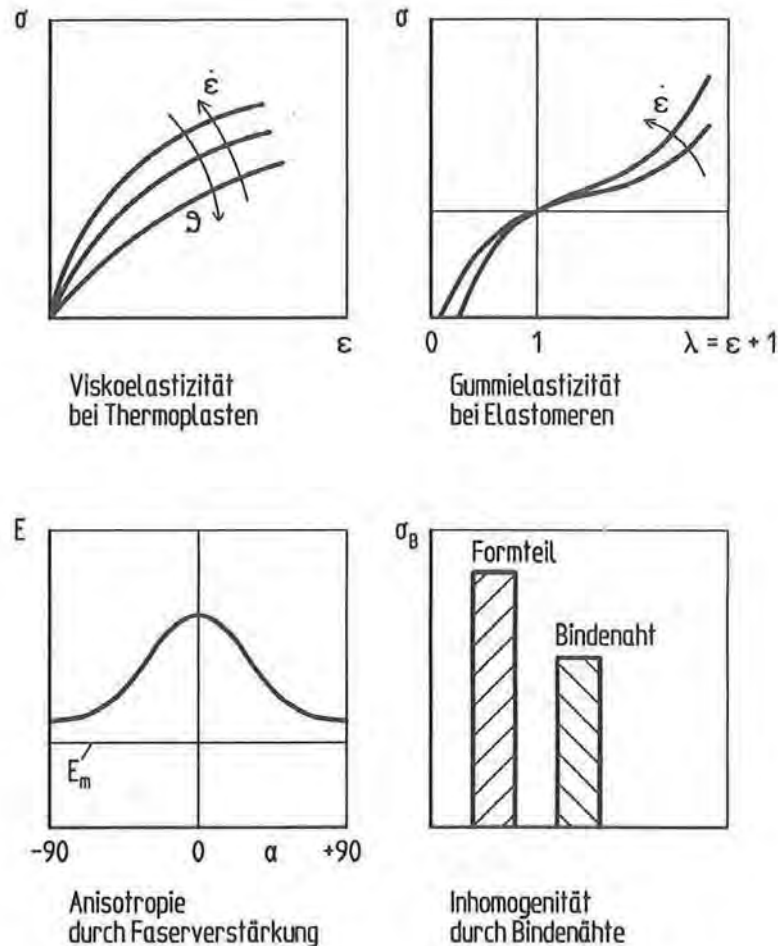 σ
ε̇
ϑ
ε
Viskoelastizität
bei Thermoplasten
σ
ε̇
0 1 λ = ε + 1
Gummielastizität
bei Elastomeren
E
E_m
-90 0 α +90
Anisotropie
durch Faserverstärkung
σ_B
Formteil
Bindenaht
Inhomogenität
durch Bindenähte